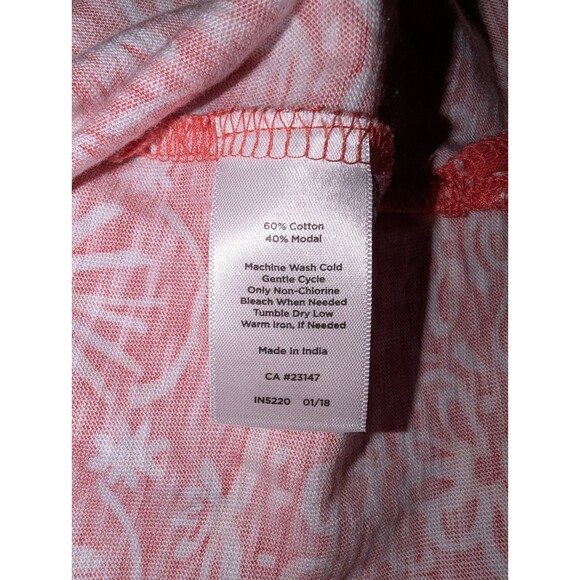 60% Cotton
40% Modal
Machine Wash Cold
Gentle Cycle
Only Non-Chlorine
Bleach When Needed
Tumble Dry Low
Warm Iron, If Needed
Made in India
CA #23147
IN5220 01/18